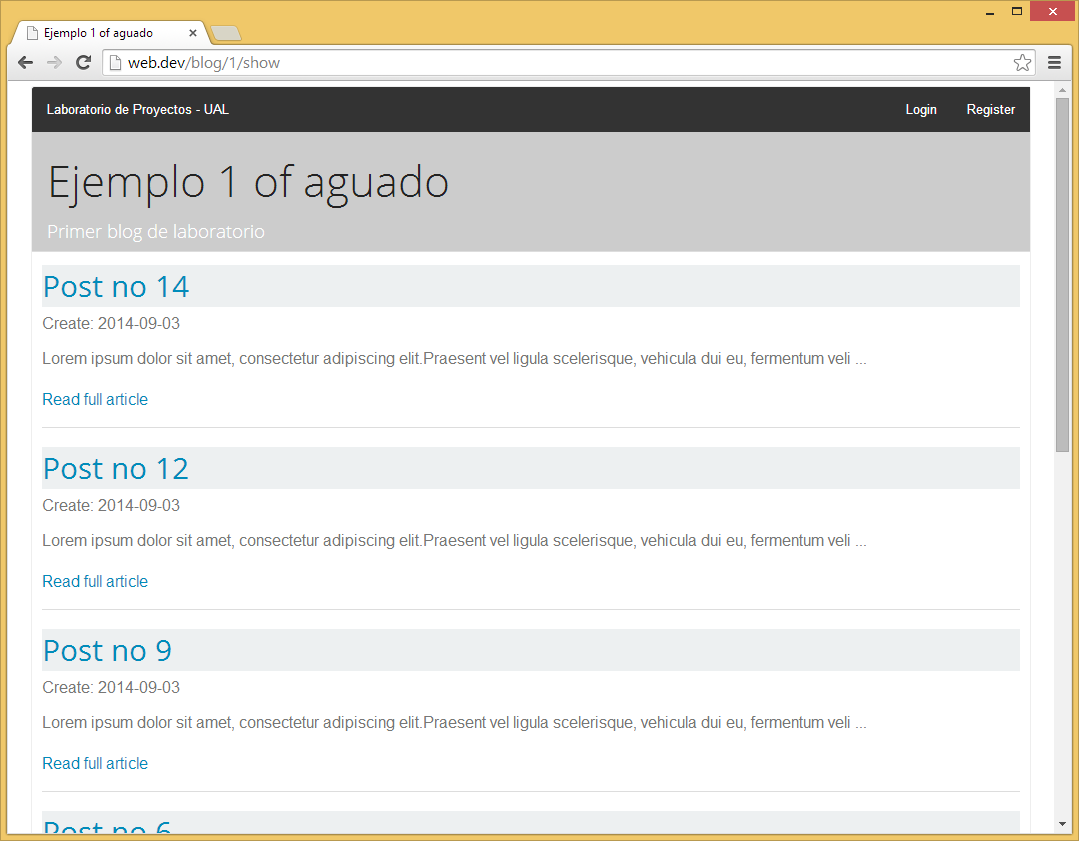 Ejemplo 1 of aguado
web.dev/blog/1/show
Laboratorio de Proyectos - UAL Login Register
Ejemplo 1 of aguado
Primer blog de laboratorio
Post no 14
Create: 2014-09-03
Lorem ipsum dolor sit amet, consectetur adipiscing elit.Praesent vel ligula scelerisque, vehicula dui eu, fermentum veli ...
Read full article
Post no 12
Create: 2014-09-03
Lorem ipsum dolor sit amet, consectetur adipiscing elit.Praesent vel ligula scelerisque, vehicula dui eu, fermentum veli ...
Read full article
Post no 9
Create: 2014-09-03
Lorem ipsum dolor sit amet, consectetur adipiscing elit.Praesent vel ligula scelerisque, vehicula dui eu, fermentum veli ...
Read full article
Post no 6